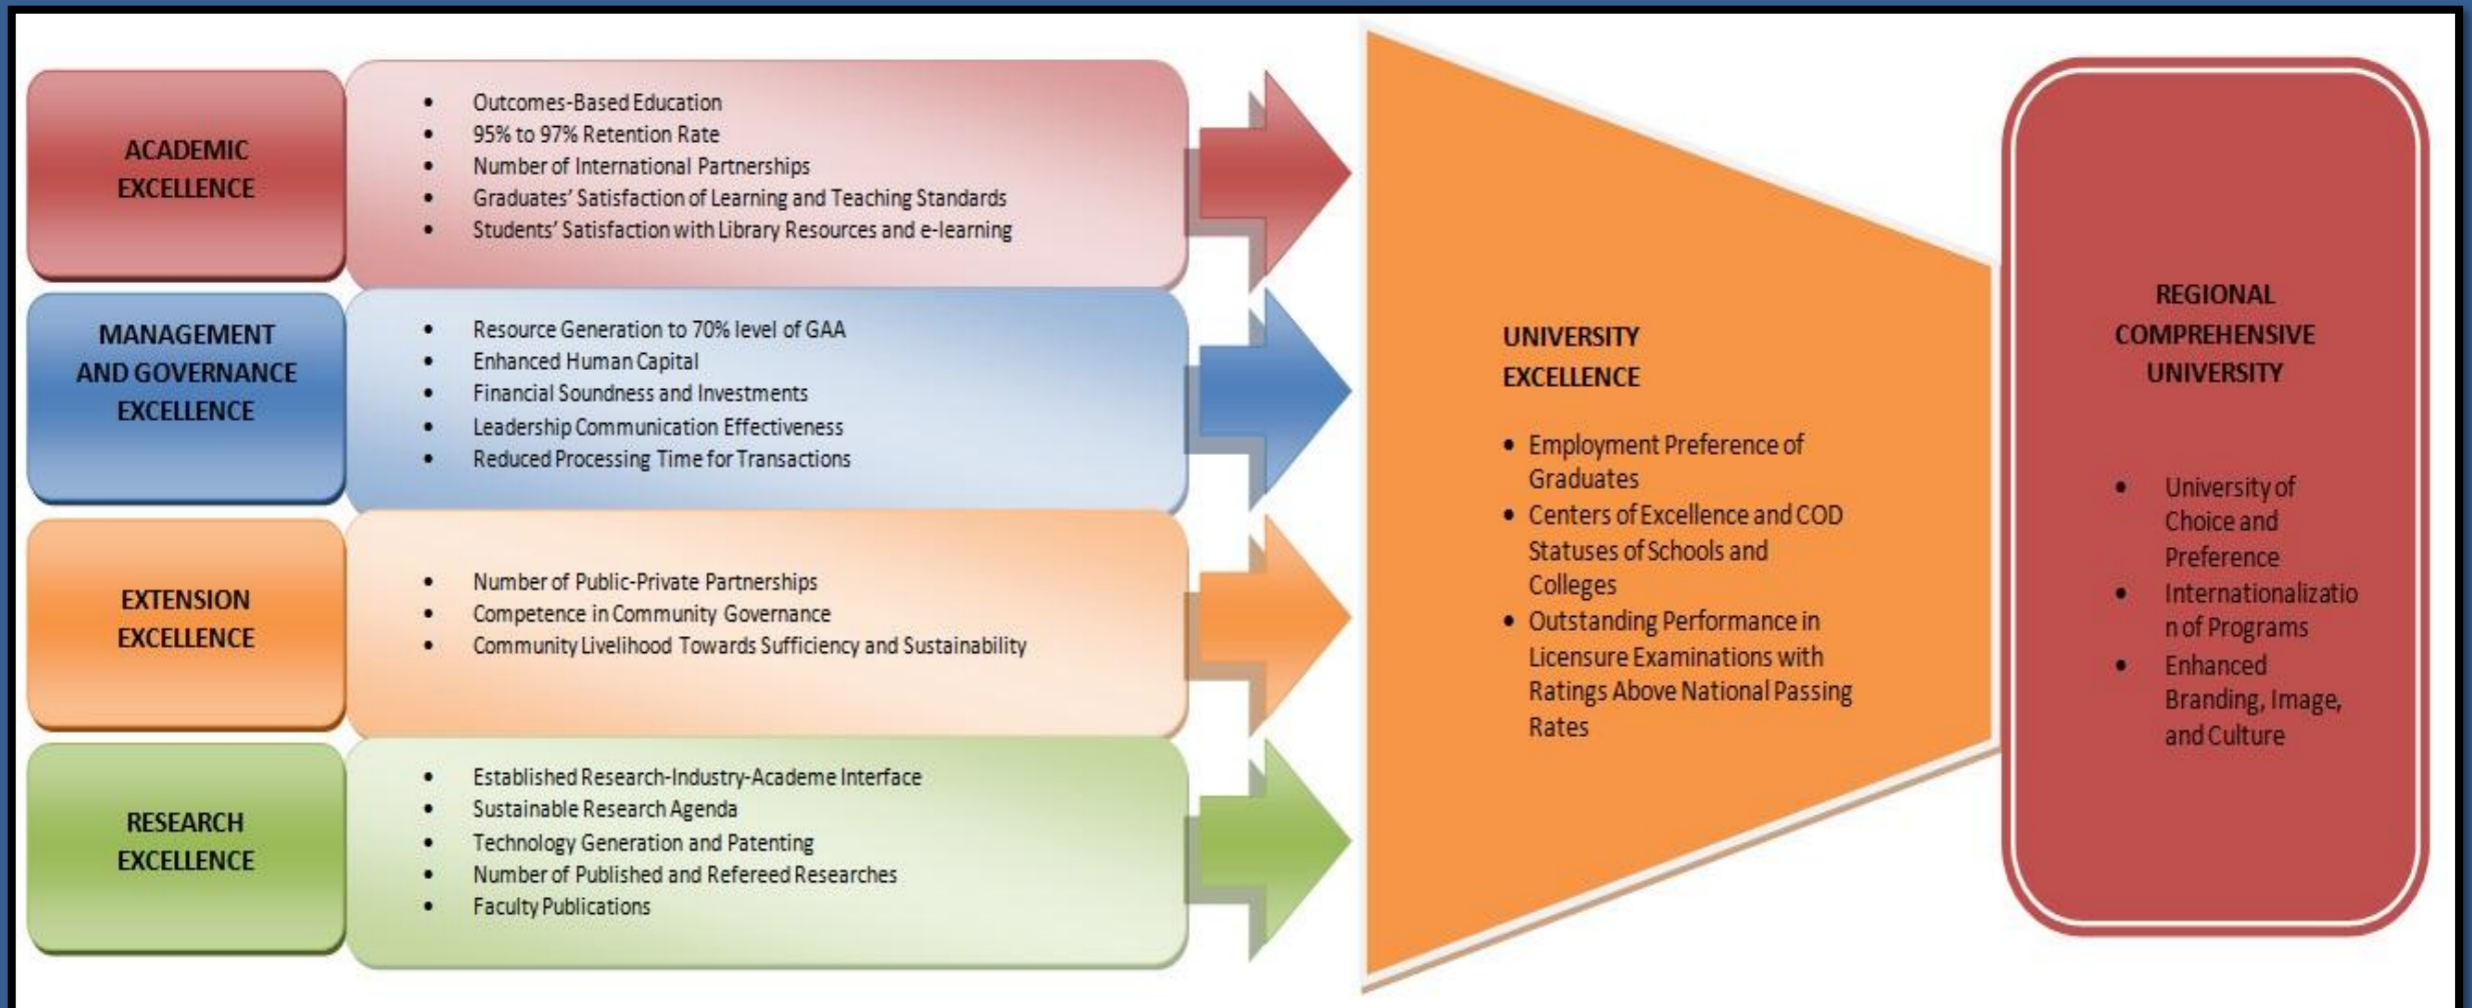 ACADEMIC
EXCELLENCE
• Outcomes-Based Education
• 95% to 97% Retention Rate
• Number of International Partnerships
• Graduates' Satisfaction of Learning and Teaching Standards
• Students' Satisfaction with Library Resources and e-learning
MANAGEMENT
AND GOVERNANCE
EXCELLENCE
• Resource Generation to 70% level of GAA
• Enhanced Human Capital
• Financial Soundness and Investments
• Leadership Communication Effectiveness
• Reduced Processing Time for Transactions
EXTENSION
EXCELLENCE
• Number of Public-Private Partnerships
• Competence in Community Governance
• Community Livelihood Towards Sufficiency and Sustainability
RESEARCH
EXCELLENCE
• Established Research-Industry-Academe Interface
• Sustainable Research Agenda
• Technology Generation and Patenting
• Number of Published and Refereed Researches
• Faculty Publications
UNIVERSITY
EXCELLENCE
• Employment Preference of
Graduates
• Centers of Excellence and COD
Statuses of Schools and
Colleges
• Outstanding Performance in
Licensure Examinations with
Ratings Above National Passing
Rates
REGIONAL
COMPREHENSIVE
UNIVERSITY
• University of
Choice and
Preference
• Internationalizatio
n of Programs
• Enhanced
Branding, Image,
and Culture